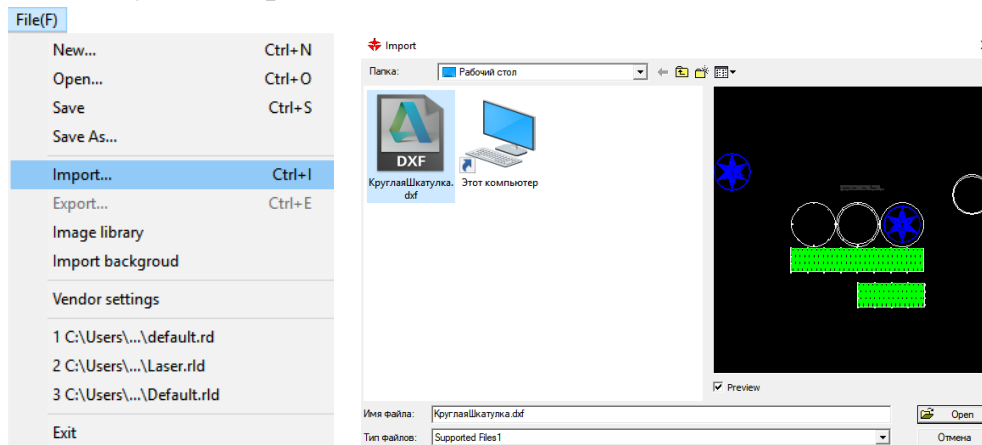 File(F)
New... Ctrl+N
Open... Ctrl+O
Save Ctrl+S
Save As...
Import... Ctrl+I
Export... Ctrl+E
Image library
Import backgroud
Vendor settings
1 C:\Users\...\default.rd
2 C:\Users\...\Laser.rld
3 C:\Users\...\Default.rld
Exit
Import
Папка: Рабочий стол
DXF
КруглаяШкатулка.
dxf
Этот компьютер
Preview
Имя файла: КруглаяШкатулка.dxf
Open
Тип файлов: Supported Files1
Отмена